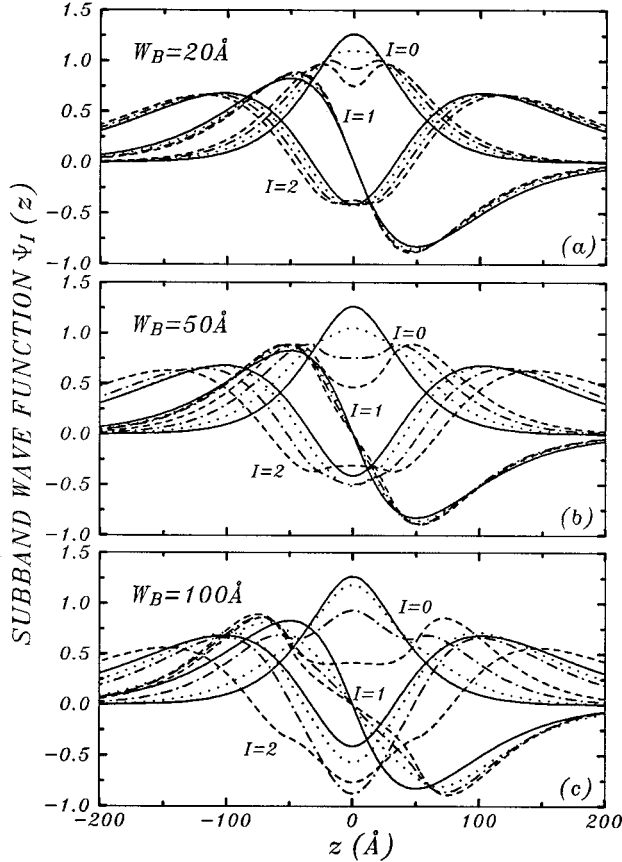 SUBBAND WAVE FUNCTION Ψ_I(z)
1.5
W_B=20Å
I=0
1.0
0.5
I=1
0.0
I=2
-0.5
(a)
-1.0
1.5
W_B=50Å
I=0
1.0
0.5
I=1
0.0
I=2
-0.5
(b)
-1.0
1.5
W_B=100Å
I=0
1.0
0.5
I=1
0.0
I=2
-0.5
(c)
-1.0
-200 -100 0 100 200
z (Å)